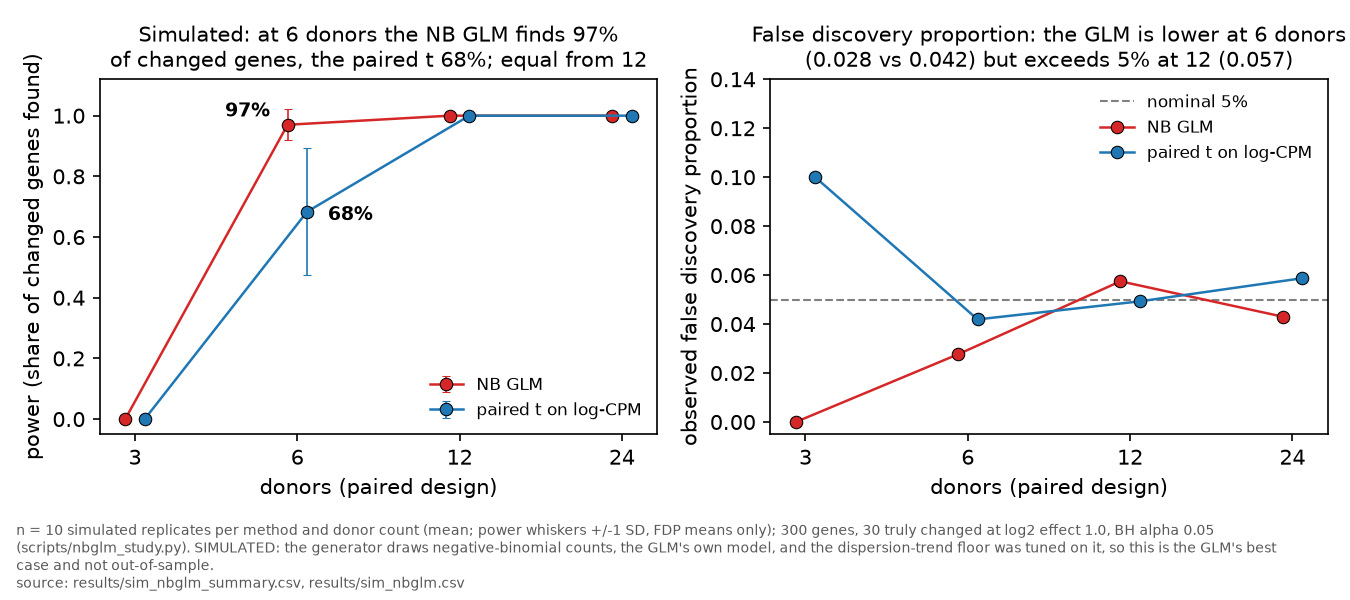 Simulated: at 6 donors the NB GLM finds 97%
of changed genes, the paired t 68%; equal from 12
power (share of changed genes found)
1.0
0.8
0.6
0.4
0.2
0.0
97%
68%
NB GLM
paired t on log-CPM
3
6
12
24
donors (paired design)
False discovery proportion: the GLM is lower at 6 donors
(0.028 vs 0.042) but exceeds 5% at 12 (0.057)
observed false discovery proportion
0.14
0.12
0.10
0.08
0.06
0.04
0.02
0.00
nominal 5%
NB GLM
paired t on log-CPM
3
6
12
24
donors (paired design)
n = 10 simulated replicates per method and donor count (mean; power whiskers +/-1 SD, FDP means only); 300 genes, 30 truly changed at log2 effect 1.0, BH alpha 0.05
(scripts/nbglm_study.py). SIMULATED: the generator draws negative-binomial counts, the GLM's own model, and the dispersion-trend floor was tuned on it, so this is the GLM's best
case and not out-of-sample.
source: results/sim_nbglm_summary.csv, results/sim_nbglm.csv